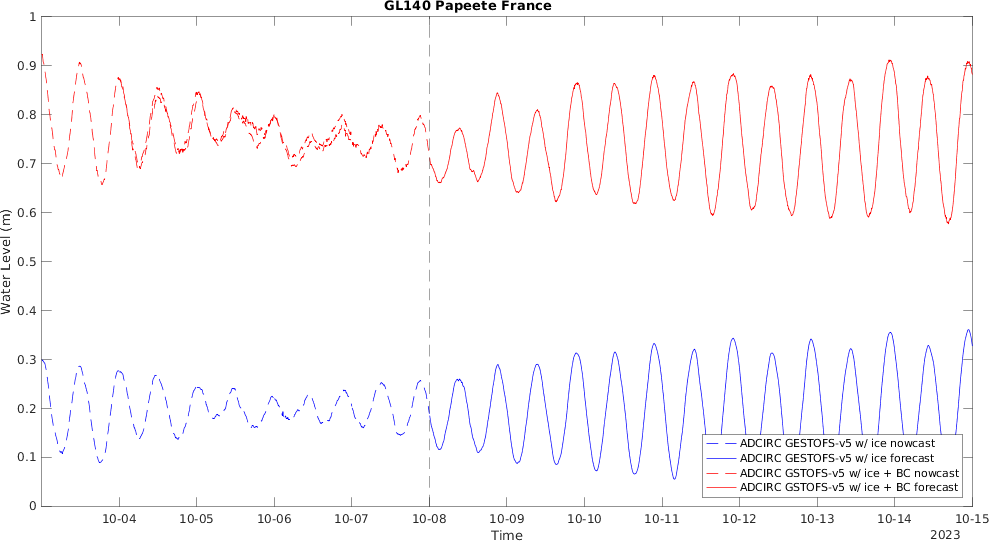 GL140 Papeete France
1
0.9
0.8
0.7
0.6
0.5
0.4
0.3
0.2
0.1
0
Water Level (m)
ADCIRC GESTOFS-v5 w/ ice nowcast
ADCIRC GESTOFS-v5 w/ ice forecast
ADCIRC GSTOFS-v5 w/ ice + BC nowcast
ADCIRC GSTOFS-v5 w/ ice + BC forecast
10-04 10-05 10-06 10-07 10-08 10-09 10-10 10-11 10-12 10-13 10-14 10-15
Time
2023